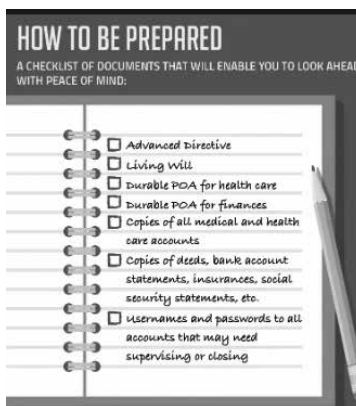 HOW TO BE PREPARED
A CHECKLIST OF DOCUMENTS THAT WILL ENABLE YOU TO LOOK AHEAD
WITH PEACE OF MIND:
Advanced Directive
Living Will
Durable POA for health care
Durable POA for finances
Copies of all medical and health
care accounts
Copies of deeds, bank account
statements, insurances, social
security statements, etc.
Usernames and passwords to all
accounts that may need
supervising or closing